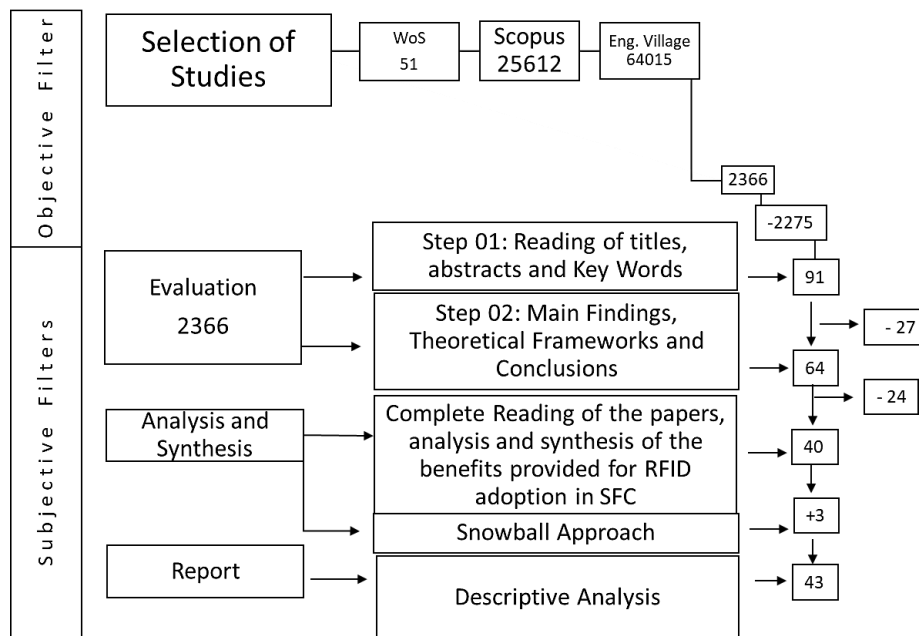 Objective Filter
Selection of
Studies
WoS
51
Scopus
25612
Eng. Village
64015
2366
-2275
Subjective Filters
Evaluation
2366
Step 01: Reading of titles,
abstracts and Key Words
91
- 27
Step 02: Main Findings,
Theoretical Frameworks and
Conclusions
64
- 24
Analysis and
Synthesis
Complete Reading of the papers,
analysis and synthesis of the
benefits provided for RFID
adoption in SFC
40
Snowball Approach
+3
Report
Descriptive Analysis
43